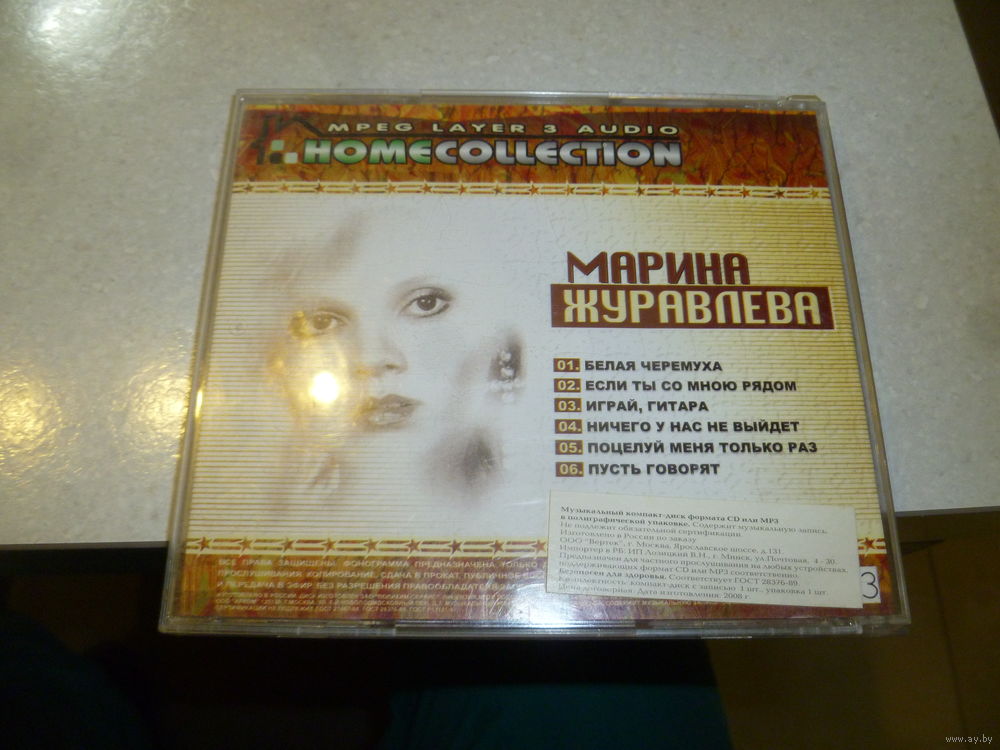 MPEG LAYER 3 AUDIO
HOMECOLLECTION
МАРИНА
ЖУРАВЛЕВА
01. БЕЛАЯ ЧЕРЕМУХА
02. ЕСЛИ ТЫ СО МНОЮ РЯДОМ
03. ИГРАЙ, ГИТАРА
04. НИЧЕГО У НАС НЕ ВЫЙДЕТ
05. ПОЦЕЛУЙ МЕНЯ ТОЛЬКО РАЗ
06. ПУСТЬ ГОВОРЯТ
Музыкальный компакт-диск формата CD или MP3
в полиграфической упаковке. Содержит музыкальную запись.
Не подлежит обязательной сертификации
Изготовлено в России по заказу
ООО "Вертек", г. Москва, Ярославское шоссе, д.131.
Импортер в РБ: ИП Лозицкий В.Н., г. Минск, ул.Почтовая, 4 - 20.
Предназначен для частного прослушивания на любых устройствах,
поддерживающих формат CD или MP3 соответственно
Безопасен для здоровья. Соответствует ГОСТ 28376-89.
Комплектность: компакт-диск с записью 1 шт., упаковка 1 шт.
Дата изготовления: 2008 г.
3
ВСЕ ПРАВА ЗАЩИЩЕНЫ. ФОНОГРАММА ПРЕДНАЗНАЧЕНА ТОЛЬКО
ПРОСЛУШИВАНИЯ. КОПИРОВАНИЕ, СДАЧА В ПРОКАТ, ПУБЛИЧНОЕ
И ПЕРЕДАЧА В ЭФИР БЕЗ РАЗРЕШЕНИЯ ПРАВООБЛАДАТЕЛЯ
www.ay.by